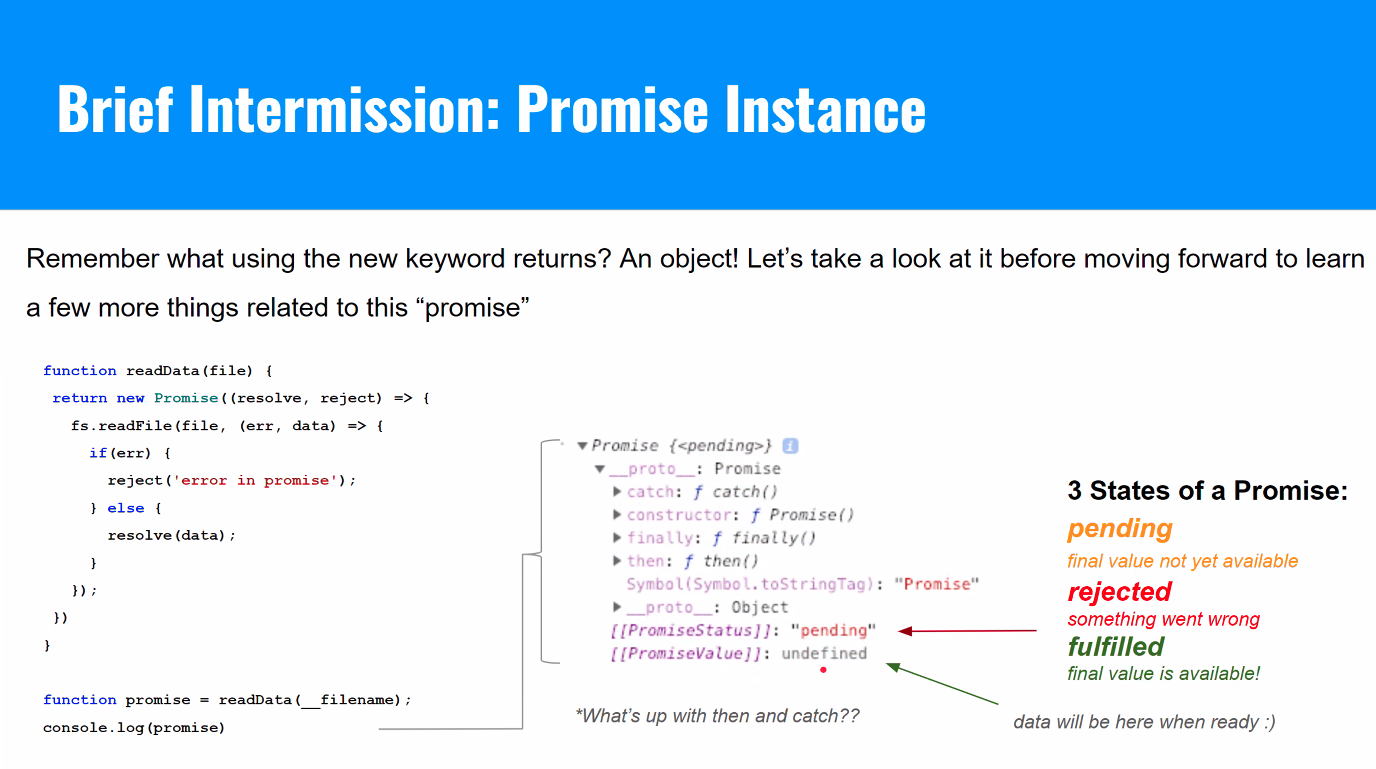 Brief Intermission: Promise Instance
Remember what using the new keyword returns? An object! Let’s take a look at it before moving forward to learn
a few more things related to this “promise”
function readData(file) {
return new Promise((resolve, reject) => {
fs.readFile(file, (err, data) => {
if(err) {
reject('error in promise');
} else {
resolve(data);
}
});
})
}
function promise = readData(__filename);
console.log(promise)
▼Promise {<pending>} i
▼__proto__: Promise
▶catch: ƒ catch()
▶constructor: ƒ Promise()
▶finally: ƒ finally()
▶then: ƒ then()
Symbol(Symbol.toStringTag): "Promise"
▶__proto__: Object
[[PromiseStatus]]: "pending"
[[PromiseValue]]: undefined
*What’s up with then and catch??
3 States of a Promise:
pending
final value not yet available
rejected
something went wrong
fulfilled
final value is available!
data will be here when ready :)